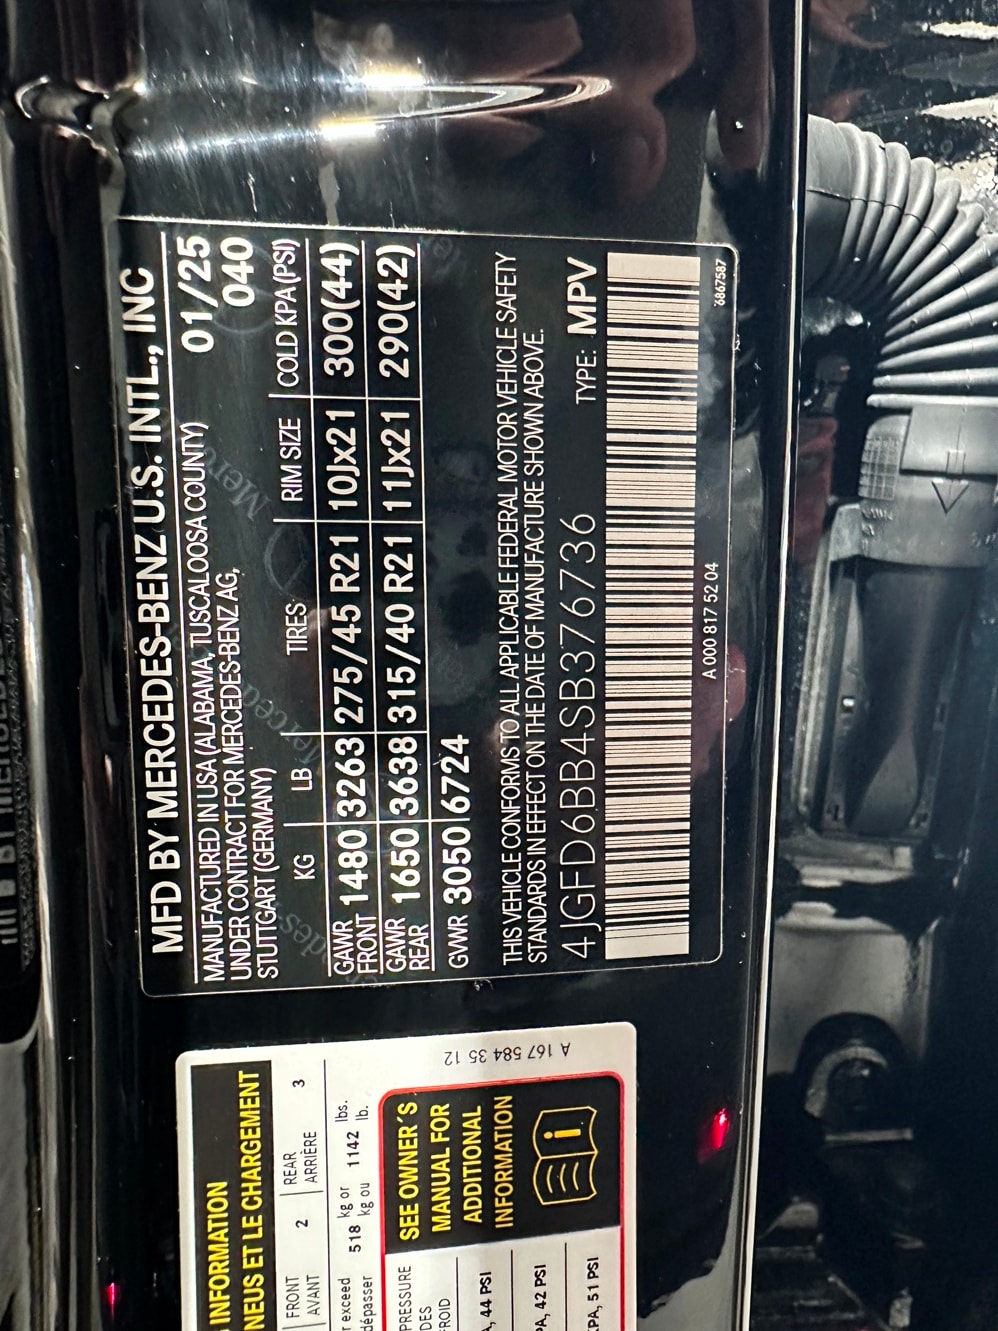 MFD BY MERCEDES-BENZ U.S. INTL., INC
MANUFACTURED IN USA (ALABAMA, TUSCALOOSA COUNTY) 01/25
UNDER CONTRACT FOR MERCEDES-BENZ AG, 040
STUTTGART (GERMANY)
KG LB TIRES RIM SIZE COLD KPA(PSI)
GAWR FRONT 1480 3263 275/45 R21 10Jx21 300(44)
GAWR REAR 1650 3638 315/40 R21 11Jx21 290(42)
GVWR 3050 6724
THIS VEHICLE CONFORMS TO ALL APPLICABLE FEDERAL MOTOR VEHICLE SAFETY
STANDARDS IN EFFECT ON THE DATE OF MANUFACTURE SHOWN ABOVE.
4JGFD6BB4SB376736 TYPE: MPV
A 000 817 52 04
6867587
INFORMATION
NEUS ET LE CHARGEMENT
FRONT 2 REAR 3
AVANT ARRIÈRE
r exceed 518 kg or 1142 lbs.
dépasser kg ou lb.
PRESSURE
DES
FROID
, 44 PSI
PA, 42 PSI
KPA, 51 PSI
SEE OWNER'S
MANUAL FOR
ADDITIONAL
INFORMATION
i
A 167 584 35 12